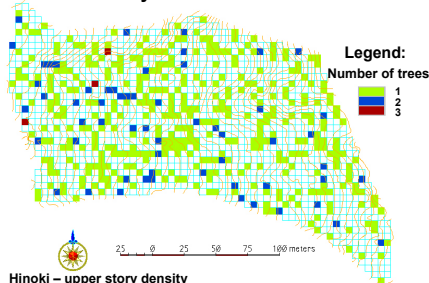 Legend:
Number of trees
1
2
3
25 0 25 50 75 100 meters
Hinoki – upper story density